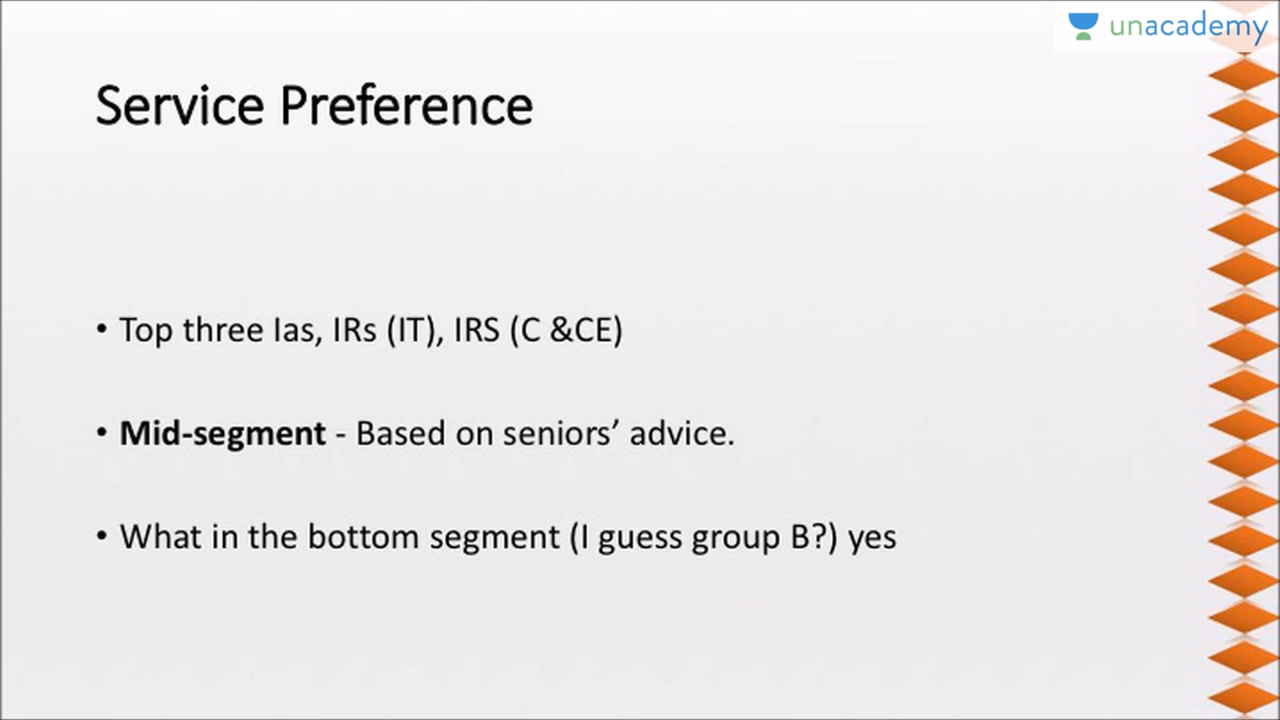 unacademy
Service Preference
• Top three Ias, IRs (IT), IRS (C &CE)
• Mid-segment - Based on seniors’ advice.
• What in the bottom segment (I guess group B?) yes